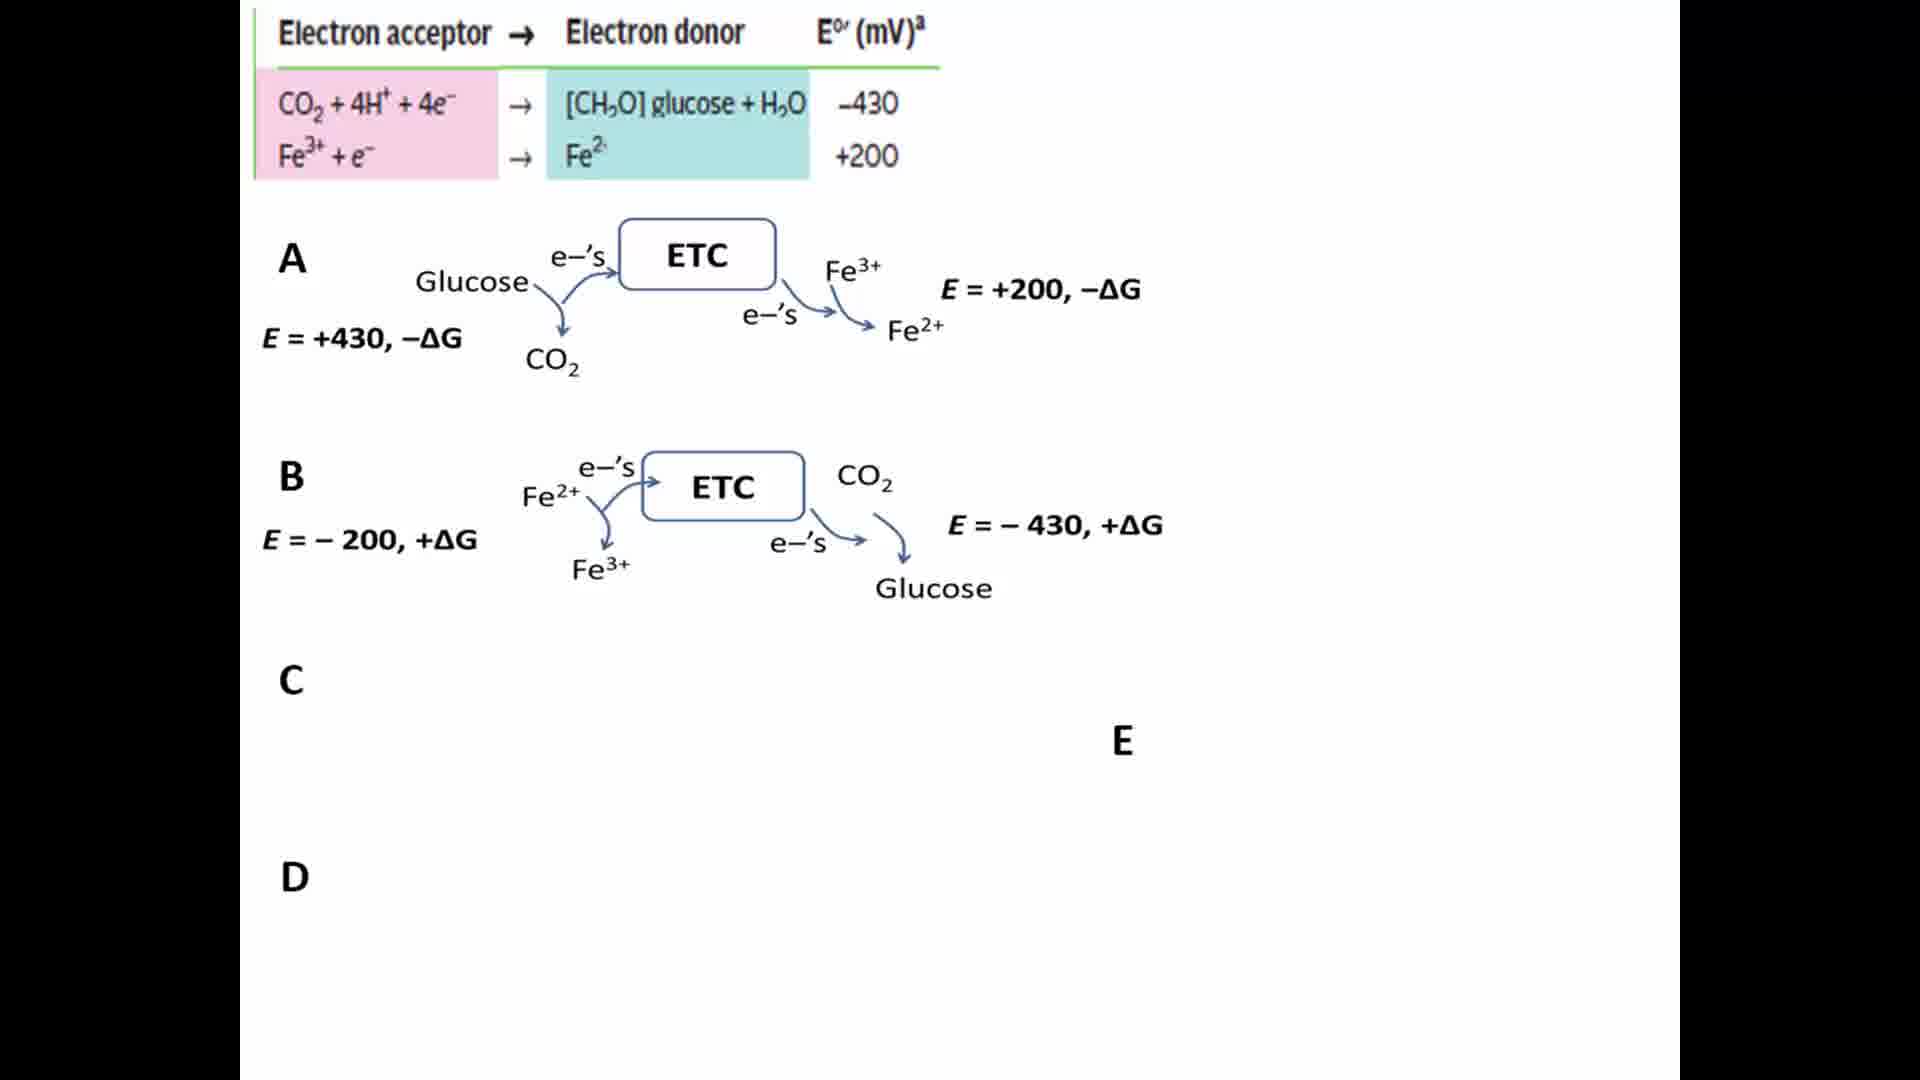 Electron acceptor → Electron donor E°′ (mV)ᵃ
CO₂ + 4H⁺ + 4e⁻ → [CH₂O] glucose + H₂O –430
Fe³⁺ + e⁻ → Fe²⁺ +200
A
Glucose
e–’s
ETC
Fe³⁺
E = +200, –ΔG
e–’s
Fe²⁺
E = +430, –ΔG
CO₂
B
e–’s
Fe²⁺
ETC
CO₂
E = – 200, +ΔG
Fe³⁺
e–’s
E = – 430, +ΔG
Glucose
C
E
D